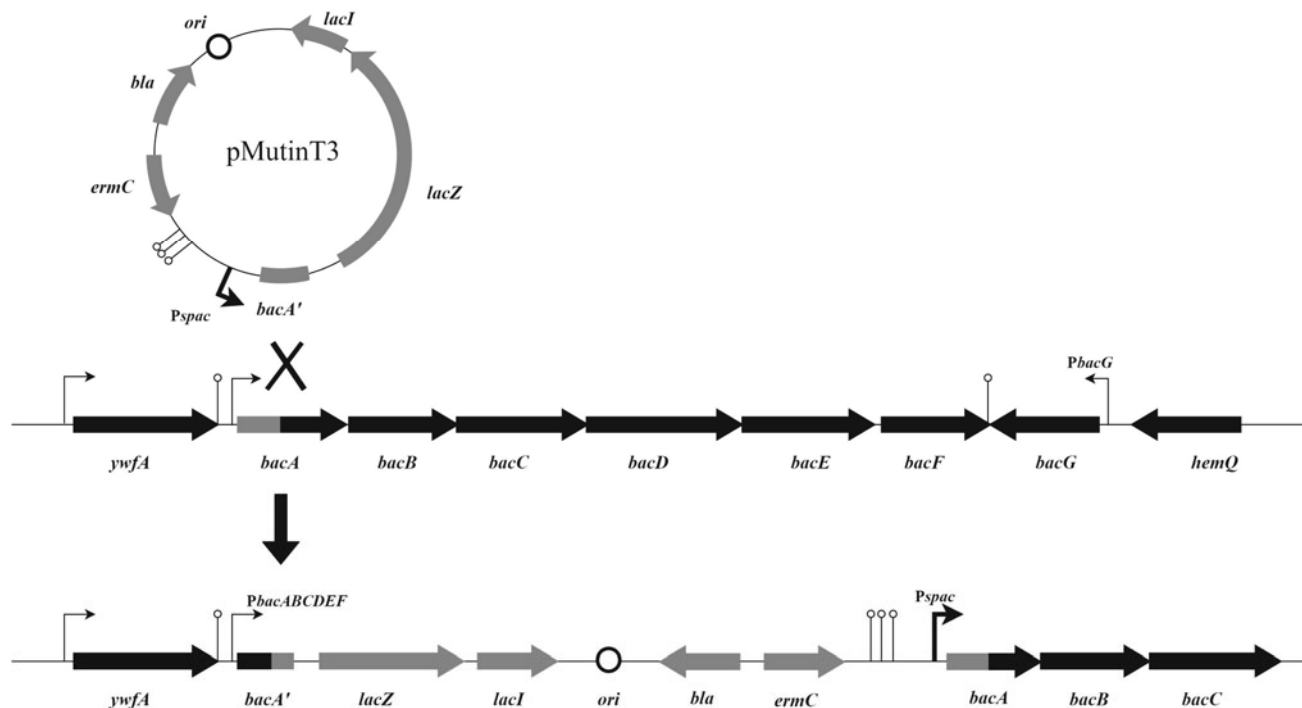 ori
lacI
bla
pMutinT3
ermC
lacZ
Pspac
bacA'
PbacG
ywfA bacA bacB bacC bacD bacE bacF bacG hemQ
PbacABCDEF
Pspac
ywfA bacA' lacZ lacI ori bla ermC bacA bacB bacC